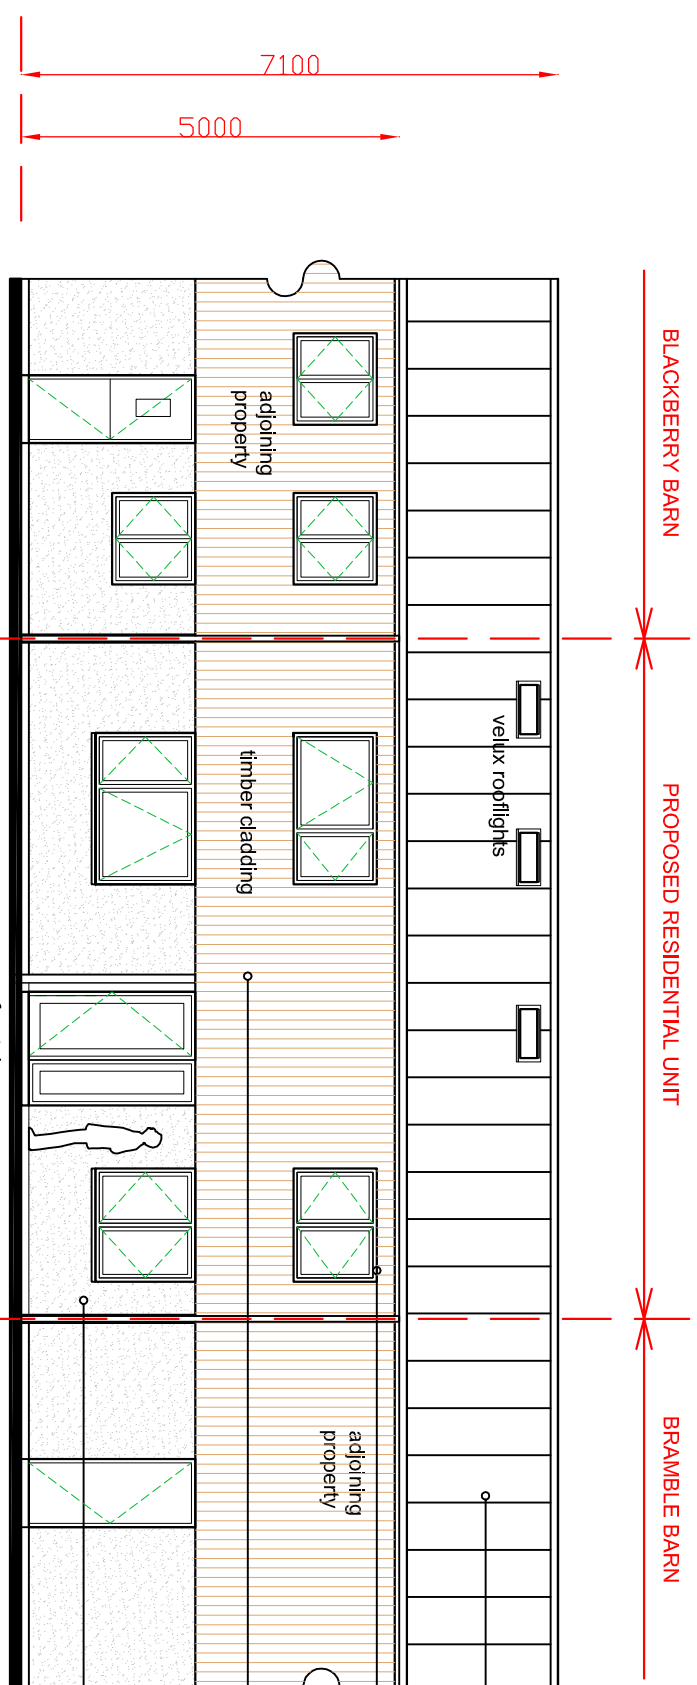 7100
5000
BLACKBERRY BARN
PROPOSED RESIDENTIAL UNIT
BRAMBLE BARN
velux rooflights
adjoining
property
timber cladding
adjoining
property